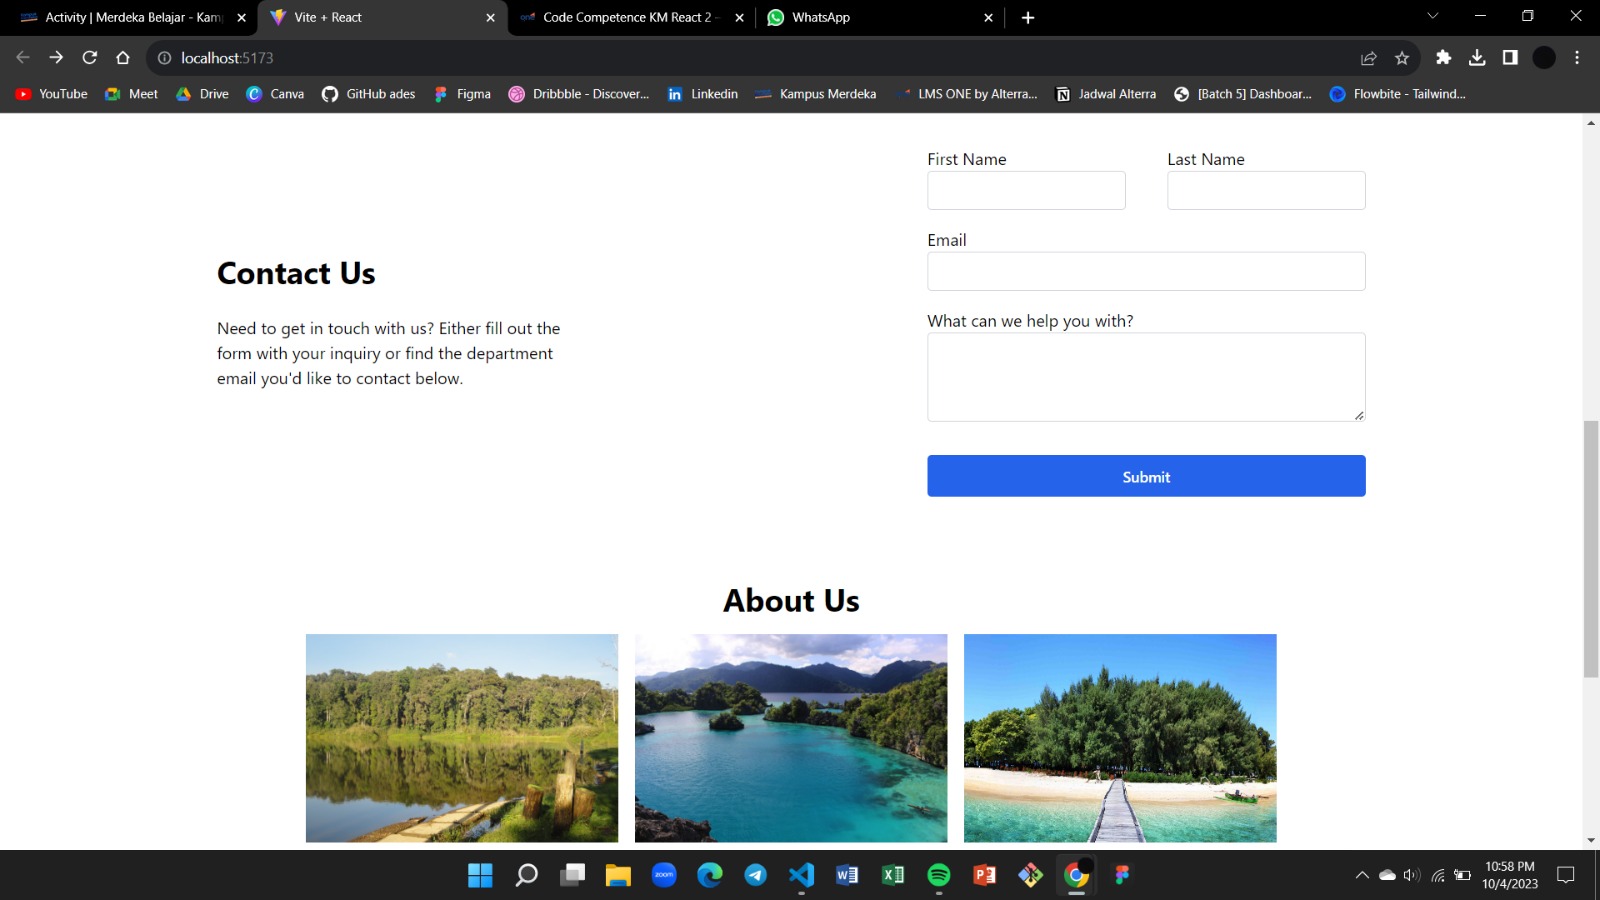 Activity | Merdeka Belajar - Kam
Vite + React
Code Competence KM React 2 -
WhatsApp
localhost:5173
YouTube
Meet
Drive
Canva
GitHub ades
Figma
Dribbble - Discover...
Linkedin
Kampus Merdeka
LMS ONE by Alterra...
Jadwal Alterra
[Batch 5] Dashboar...
Flowbite - Tailwind...
First Name
Last Name
Email
Contact Us
What can we help you with?
Need to get in touch with us? Either fill out the
form with your inquiry or find the department
email you'd like to contact below.
Submit
About Us
zoom
10:58 PM
10/4/2023